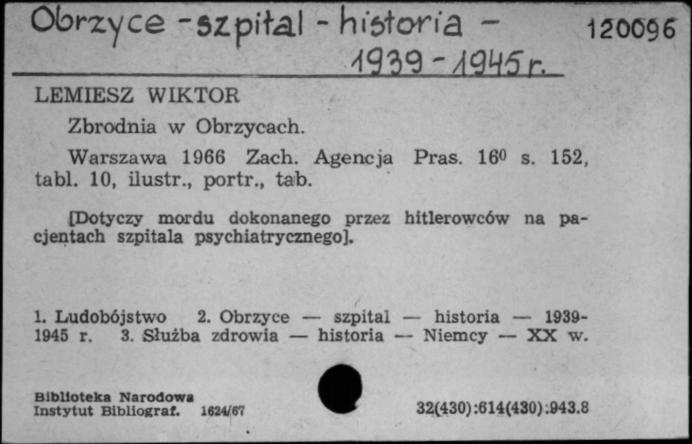 Obrzyce - szpital - historia - 120096
1939 - 1945 r.
LEMIESZ WIKTOR
Zbrodnia w Obrzycach.
Warszawa 1966 Zach. Agencja Pras. 16⁰ s. 152,
tabl. 10, ilustr., portr., tab.
[Dotyczy mordu dokonanego przez hitlerowców na pa-
cjentach szpitala psychiatrycznego].
1. Ludobójstwo 2. Obrzyce — szpital — historia — 1939-
1945 r. 3. Służba zdrowia — historia — Niemcy — XX w.
Biblioteka Narodowa
Instytut Bibliograf. 1624/67 32(430):614(430):943.8